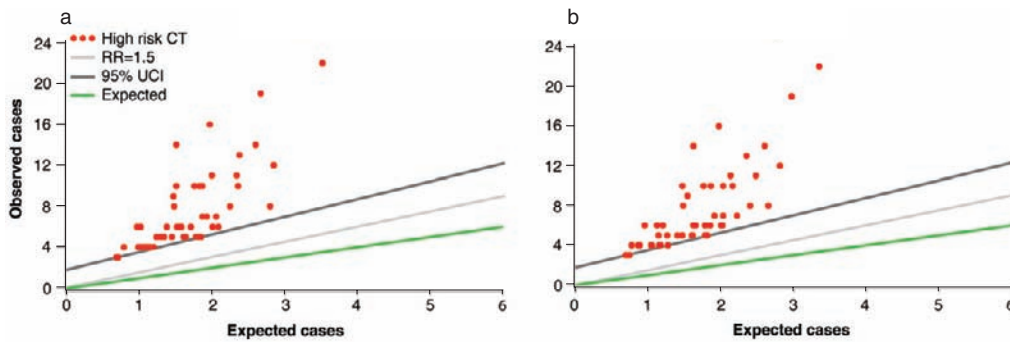 a
High risk CT
RR=1.5
95% UCI
Expected
Observed cases
24
20
16
12
8
4
0
0 1 2 3 4 5 6
Expected cases
b
24
20
16
12
8
4
0
0 1 2 3 4 5 6
Expected cases